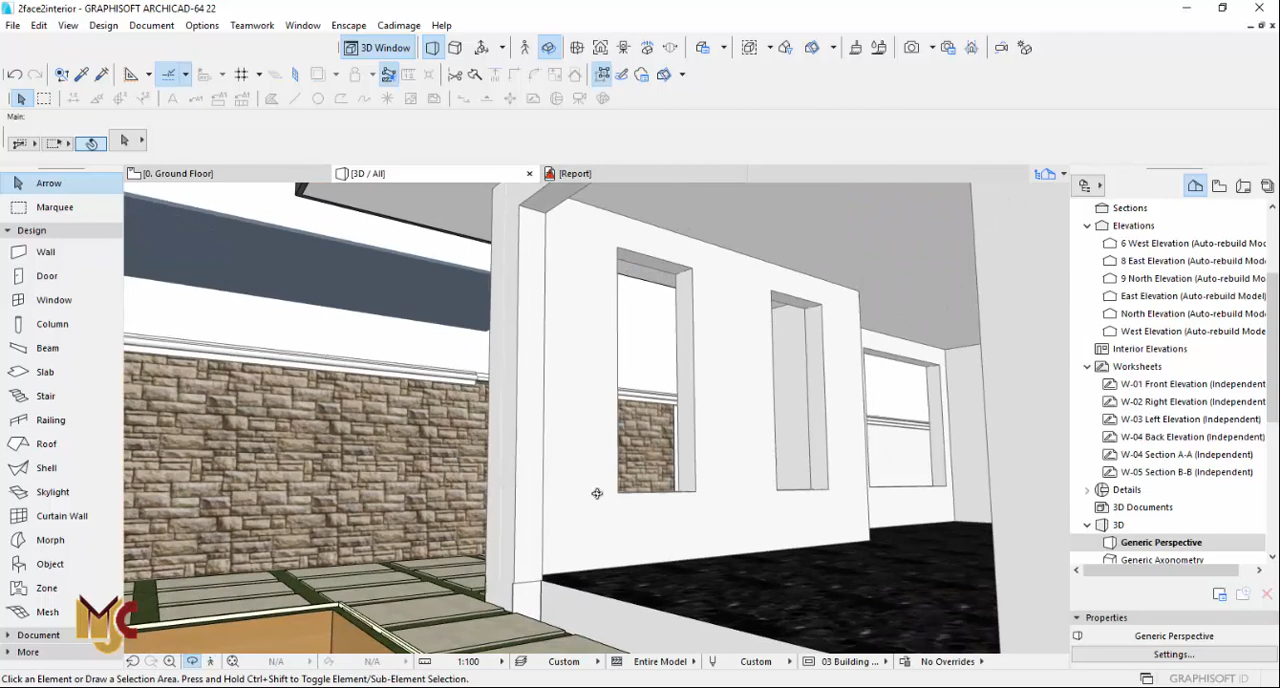 2face2interior - GRAPHISOFT ARCHICAD-64 22
File Edit View Design Document Options Teamwork Window Enscape Cadimage Help
3D Window
Main:
[0. Ground Floor]
[3D / All]
[Report]
Arrow
Marquee
Design
Wall
Door
Window
Column
Beam
Slab
Stair
Railing
Roof
Shell
Skylight
Curtain Wall
Morph
Object
Zone
Mesh
Document
More
MJC
Sections
Elevations
6 West Elevation (Auto-rebuild Mod
8 East Elevation (Auto-rebuild Mode
9 North Elevation (Auto-rebuild Mo
East Elevation (Auto-rebuild Model)
North Elevation (Auto-rebuild Mode
West Elevation (Auto-rebuild Mode
Interior Elevations
Worksheets
W-01 Front Elevation (Independent)
W-02 Right Elevation (Independent)
W-03 Left Elevation (Independent)
W-04 Back Elevation (Independent)
W-04 Section A-A (Independent)
W-05 Section B-B (Independent)
Details
3D Documents
3D
Generic Perspective
Generic Axonometry
Properties
Generic Perspective
Settings...
N/A N/A 1:100 Custom Entire Model Custom 03 Building ... No Overrides
Click an Element or Draw a Selection Area. Press and Hold Ctrl+Shift to Toggle Element/Sub-Element Selection.
GRAPHISOFT ID